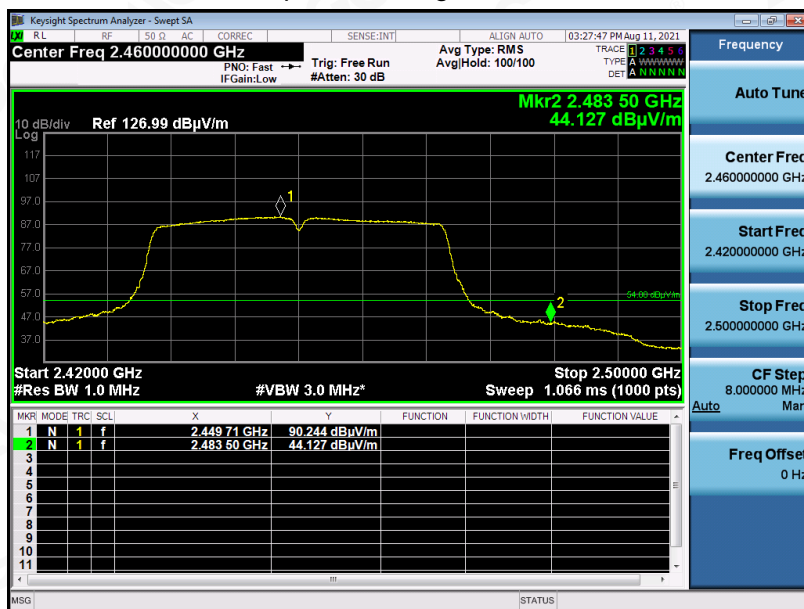 Keysight Spectrum Analyzer - Swept SA
LXI RL RF 50 Ω AC CORREC SENSE:INT ALIGN AUTO 03:27:47 PM Aug 11, 2021
Center Freq 2.460000000 GHz
PNO: Fast
IFGain:Low
Trig: Free Run
#Atten: 30 dB
Avg Type: RMS
Avg|Hold: 100/100
TRACE 1 2 3 4 5 6
TYPE A WWWWW
DET A N N N N N
Mkr2 2.483 50 GHz
44.127 dBµV/m
10 dB/div Ref 126.99 dBµV/m
Log
117
107
97.0
87.0
77.0
67.0
57.0
47.0
37.0
1
2
54.00 dBµV/m
Start 2.42000 GHz Stop 2.50000 GHz
#Res BW 1.0 MHz #VBW 3.0 MHz* Sweep 1.066 ms (1000 pts)
MKR MODE TRC SCL X Y FUNCTION FUNCTION WIDTH FUNCTION VALUE
1 N 1 f 2.449 71 GHz 90.244 dBµV/m
2 N 1 f 2.483 50 GHz 44.127 dBµV/m
3
4
5
6
7
8
9
10
11
MSG STATUS
Frequency
Auto Tune
Center Freq
2.460000000 GHz
Start Freq
2.420000000 GHz
Stop Freq
2.500000000 GHz
CF Step
8.000000 MHz
Auto Man
Freq Offset
0 Hz